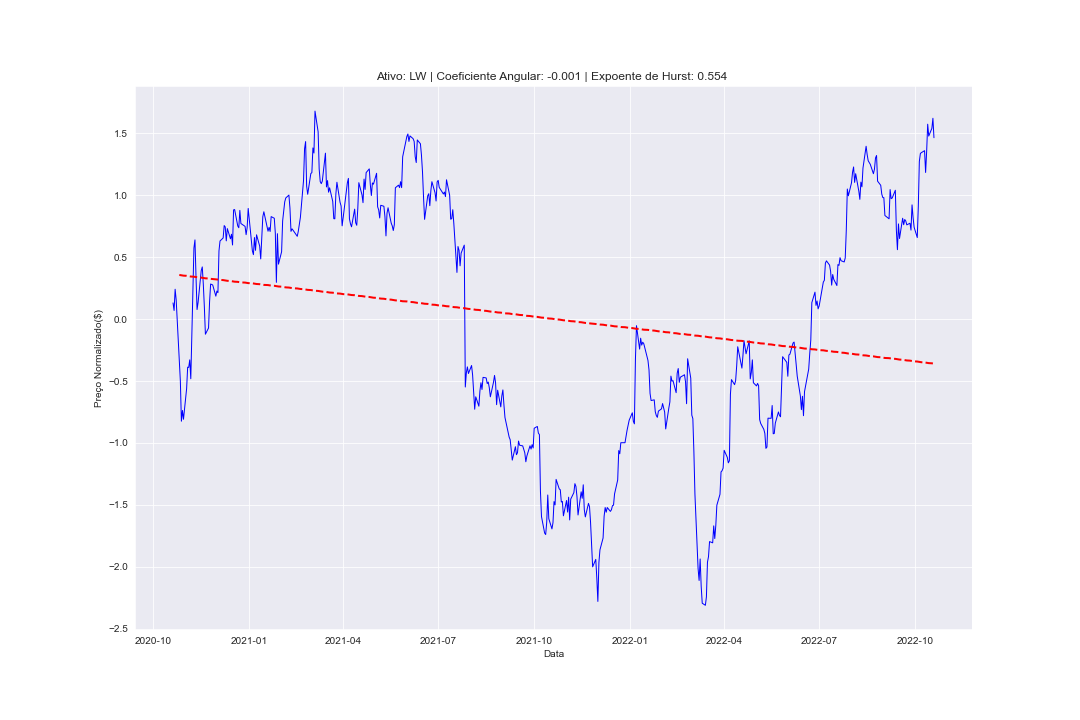 Ativo: LW | Coeficiente Angular: -0.001 | Expoente de Hurst: 0.554
1.5
1.0
0.5
0.0
−0.5
−1.0
−1.5
−2.0
−2.5
Preço Normalizado($)
2020-10 2021-01 2021-04 2021-07 2021-10 2022-01 2022-04 2022-07 2022-10
Data